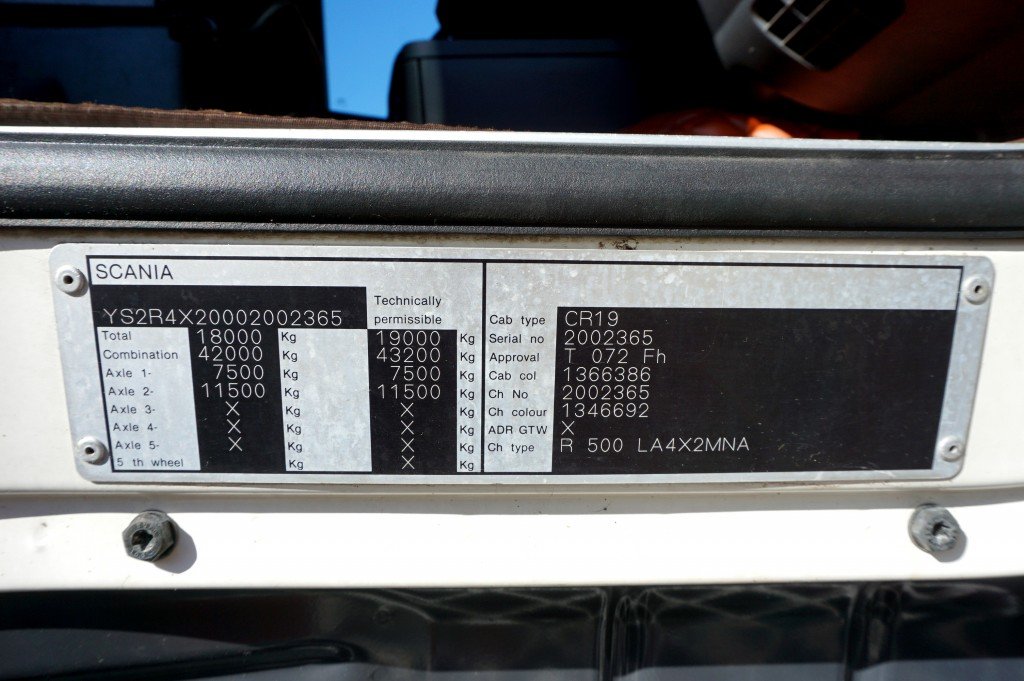 SCANIA
YS2R4X20002002365
Technically
permissible
Total 18000 Kg 19000 Kg
Combination 42000 Kg 43200 Kg
Axle 1- 7500 Kg 7500 Kg
Axle 2- 11500 Kg 11500 Kg
Axle 3- X Kg X Kg
Axle 4- X Kg X Kg
Axle 5- X Kg X Kg
5 th wheel Kg X Kg
Cab type CR19
Serial no 2002365
Approval T 072 Fh
Cab col 1366386
Ch No 2002365
Ch colour 1346692
ADR GTW X
Ch type R 500 LA4X2MNA